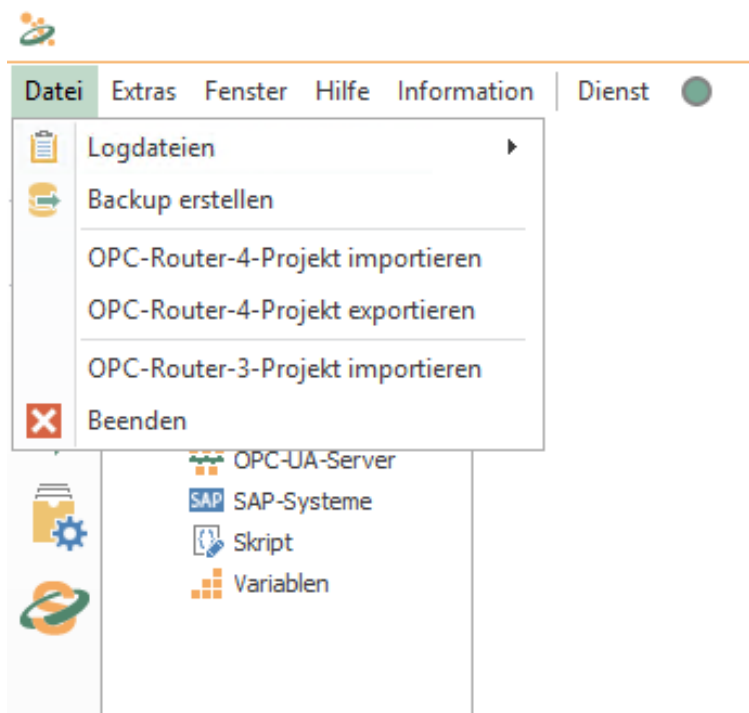 Datei Extras Fenster Hilfe Information Dienst
Logdateien
Backup erstellen
OPC-Router-4-Projekt importieren
OPC-Router-4-Projekt exportieren
OPC-Router-3-Projekt importieren
Beenden
OPC-UA-Server
SAP SAP-Systeme
Skript
Variablen